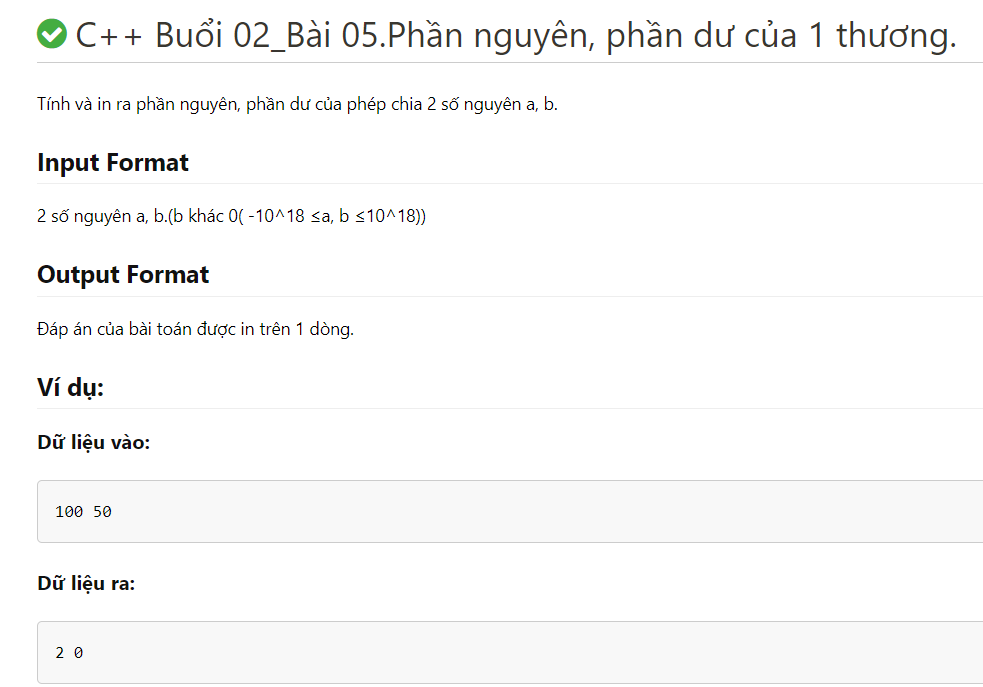 C++ Buổi 02_Bài 05.Phần nguyên, phần dư của 1 thương.
Tính và in ra phần nguyên, phần dư của phép chia 2 số nguyên a, b.
Input Format
2 số nguyên a, b.(b khác 0( -10^18 ≤a, b ≤10^18))
Output Format
Đáp án của bài toán được in trên 1 dòng.
Ví dụ:
Dữ liệu vào:
100 50
Dữ liệu ra:
2 0